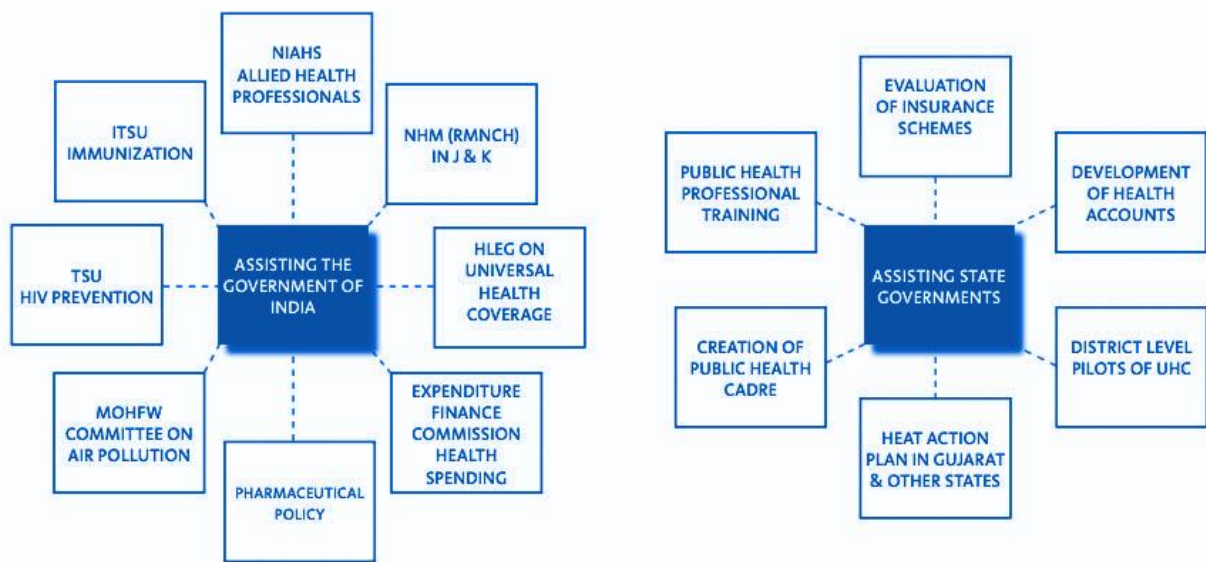 NIAHS
ALLIED HEALTH
PROFESSIONALS
ITSU
IMMUNIZATION
NHM (RMNCH)
IN J & K
TSU
HIV PREVENTION
ASSISTING THE
GOVERNMENT OF
INDIA
HLEG ON
UNIVERSAL
HEALTH
COVERAGE
MOHFW
COMMITTEE ON
AIR POLLUTION
PHARMACEUTICAL
POLICY
EXPENDITURE
FINANCE
COMMISSION
HEALTH
SPENDING
EVALUATION
OF INSURANCE
SCHEMES
PUBLIC HEALTH
PROFESSIONAL
TRAINING
DEVELOPMENT
OF HEALTH
ACCOUNTS
ASSISTING STATE
GOVERNMENTS
CREATION OF
PUBLIC HEALTH
CADRE
DISTRICT LEVEL
PILOTS OF UHC
HEAT ACTION
PLAN IN GUJARAT
& OTHER STATES